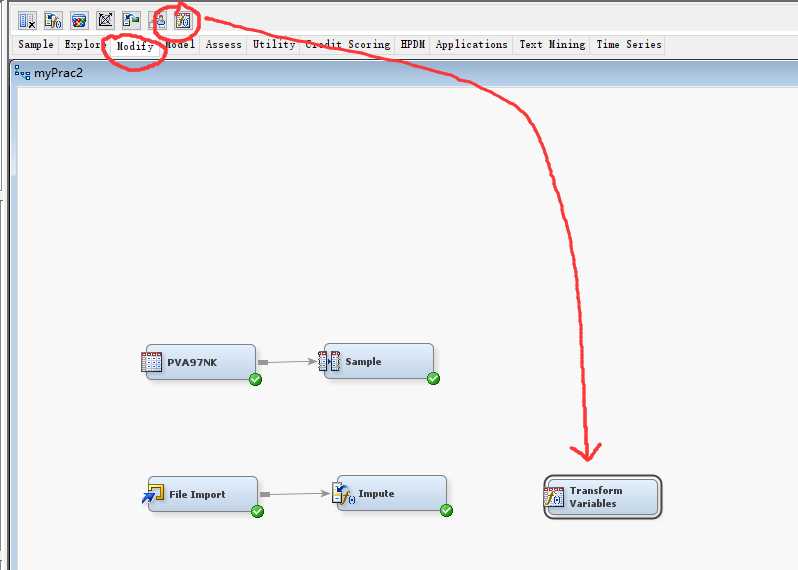 Sample Explore Modify Model Assess Utility Credit Scoring HPDM Applications Text Mining Time Series
myPrac2
PVA97NK
Sample
File Import
Impute
Transform
Variables